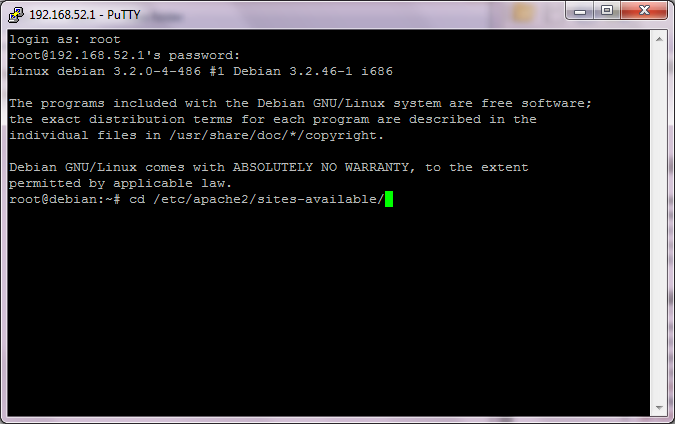 192.168.52.1 - PuTTY
login as: root
root@192.168.52.1's password:
Linux debian 3.2.0-4-486 #1 Debian 3.2.46-1 i686
The programs included with the Debian GNU/Linux system are free software;
the exact distribution terms for each program are described in the
individual files in /usr/share/doc/*/copyright.
Debian GNU/Linux comes with ABSOLUTELY NO WARRANTY, to the extent
permitted by applicable law.
root@debian:~# cd /etc/apache2/sites-available/